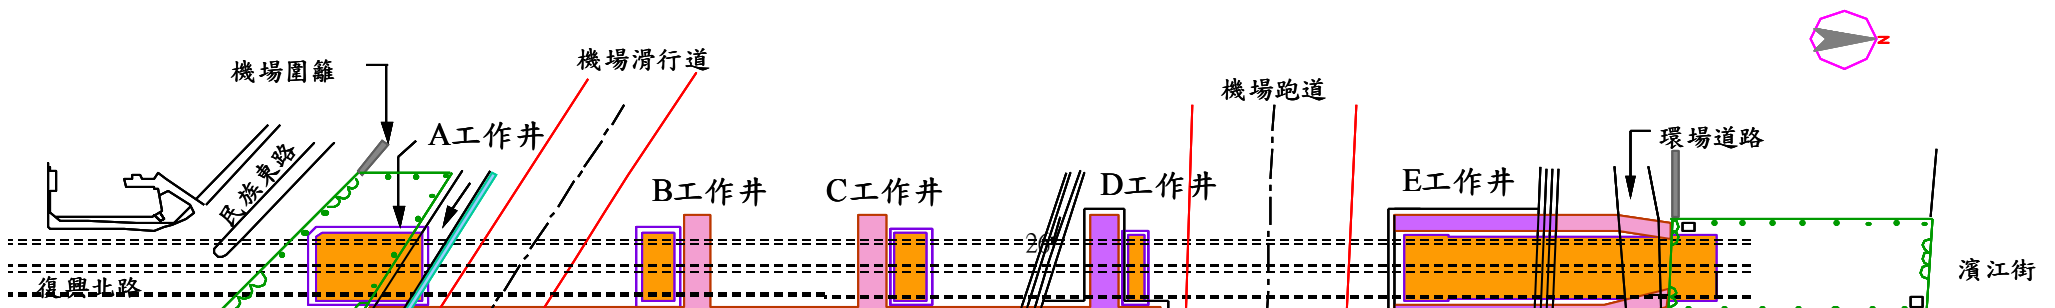 機場圍籬
機場滑行道
機場跑道
N
A工作井
民族東路
B工作井
C工作井
D工作井
E工作井
環場道路
復興北路
濱江街